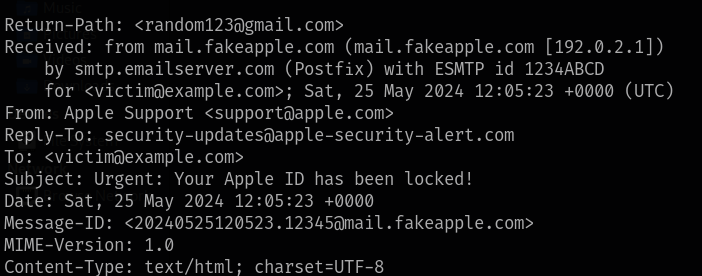 Return-Path: <random123@gmail.com>
Received: from mail.fakeapple.com (mail.fakeapple.com [192.0.2.1])
    by smtp.emailserver.com (Postfix) with ESMTP id 1234ABCD
    for <victim@example.com>; Sat, 25 May 2024 12:05:23 +0000 (UTC)
From: Apple Support <support@apple.com>
Reply-To: security-updates@apple-security-alert.com
To: <victim@example.com>
Subject: Urgent: Your Apple ID has been locked!
Date: Sat, 25 May 2024 12:05:23 +0000
Message-ID: <20240525120523.12345@mail.fakeapple.com>
MIME-Version: 1.0
Content-Type: text/html; charset=UTF-8